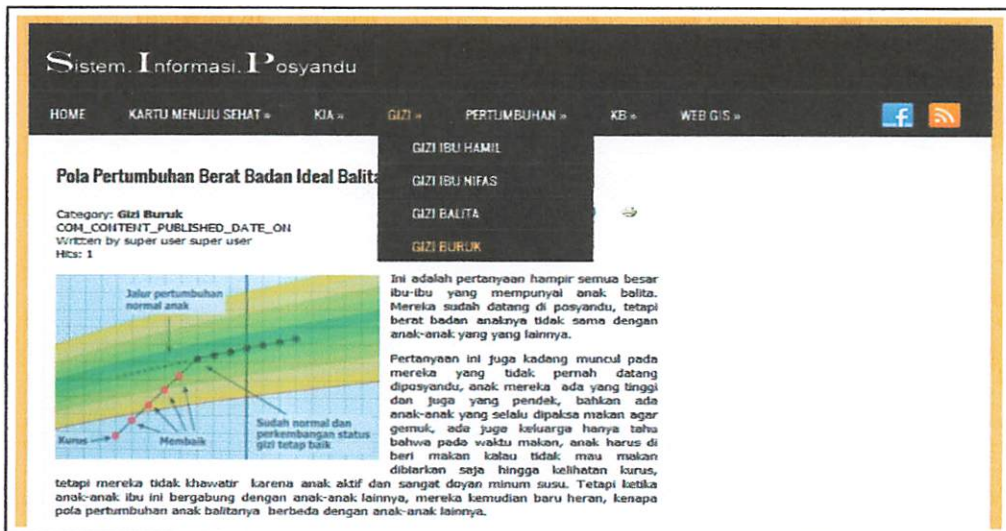 Sistem. Informasi. Posyandu
HOME KARTU MENUJU SEHAT » KIA » GIZI » PERTUMBUHAN » KB » WEB GIS »
GIZI IBU HAMIL
GIZI IBU NIFAS
GIZI BALITA
GIZI BURUK
Pola Pertumbuhan Berat Badan Ideal Balita
Category: Gizi Buruk
COM_CONTENT_PUBLISHED_DATE_ON
Written by super user super user
Hits: 1
Jalur pertumbuhan
normal anak
Kurus
Membaik
Sudah normal dan
perkembangan status
gizi tetap baik
Ini adalah pertanyaan hampir semua besar
ibu-ibu yang mempunyai anak balita.
Mereka sudah datang di posyandu, tetapi
berat badan anaknya tidak sama dengan
anak-anak yang yang lainnya.
Pertanyaan ini juga kadang muncul pada
mereka yang tidak pernah datang
diposyandu, anak mereka ada yang tinggi
dan juga yang pendek, bahkan ada
anak-anak yang selalu dipaksa makan agar
gemuk, ada juga keluarga hanya tahu
bahwa pada waktu makan, anak harus di
beri makan kalau tidak mau makan
dibiarkan saja hingga kelihatan kurus,
tetapi mereka tidak khawatir karena anak aktif dan sangat doyan minum susu. Tetapi ketika
anak-anak ibu ini bergabung dengan anak-anak lainnya, mereka kemudian baru heran, kenapa
pola pertumbuhan anak balitanya berbeda dengan anak-anak lainnya.